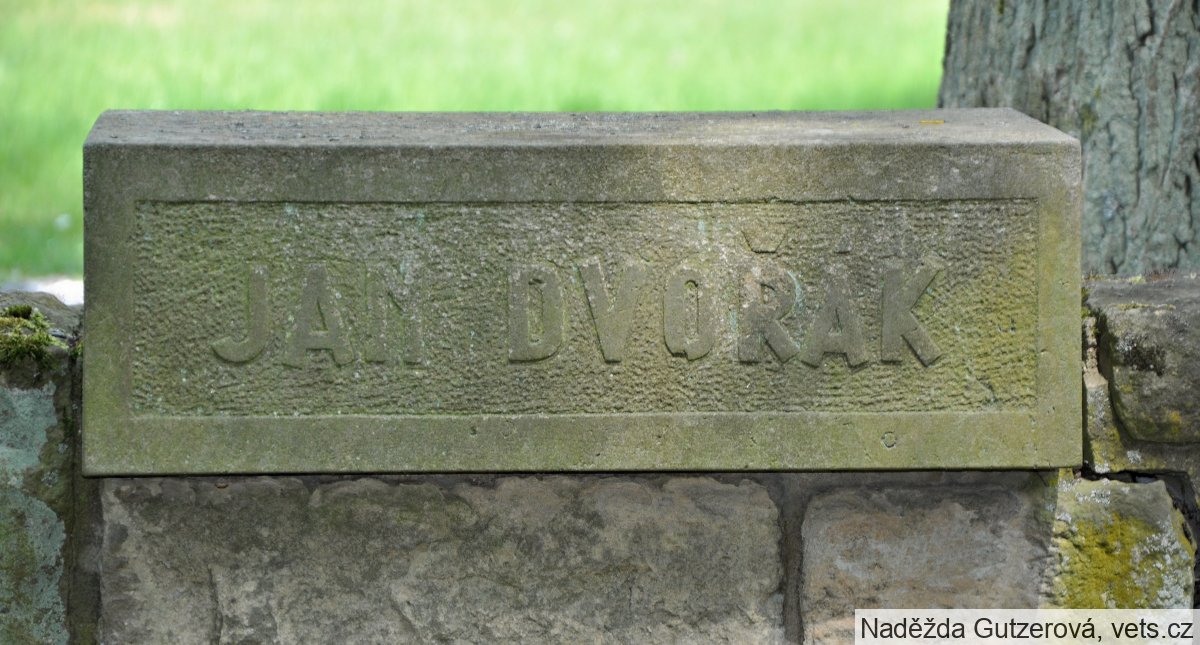 JAN DVOŘÁK
Naděžda Gutzerová, vets.cz